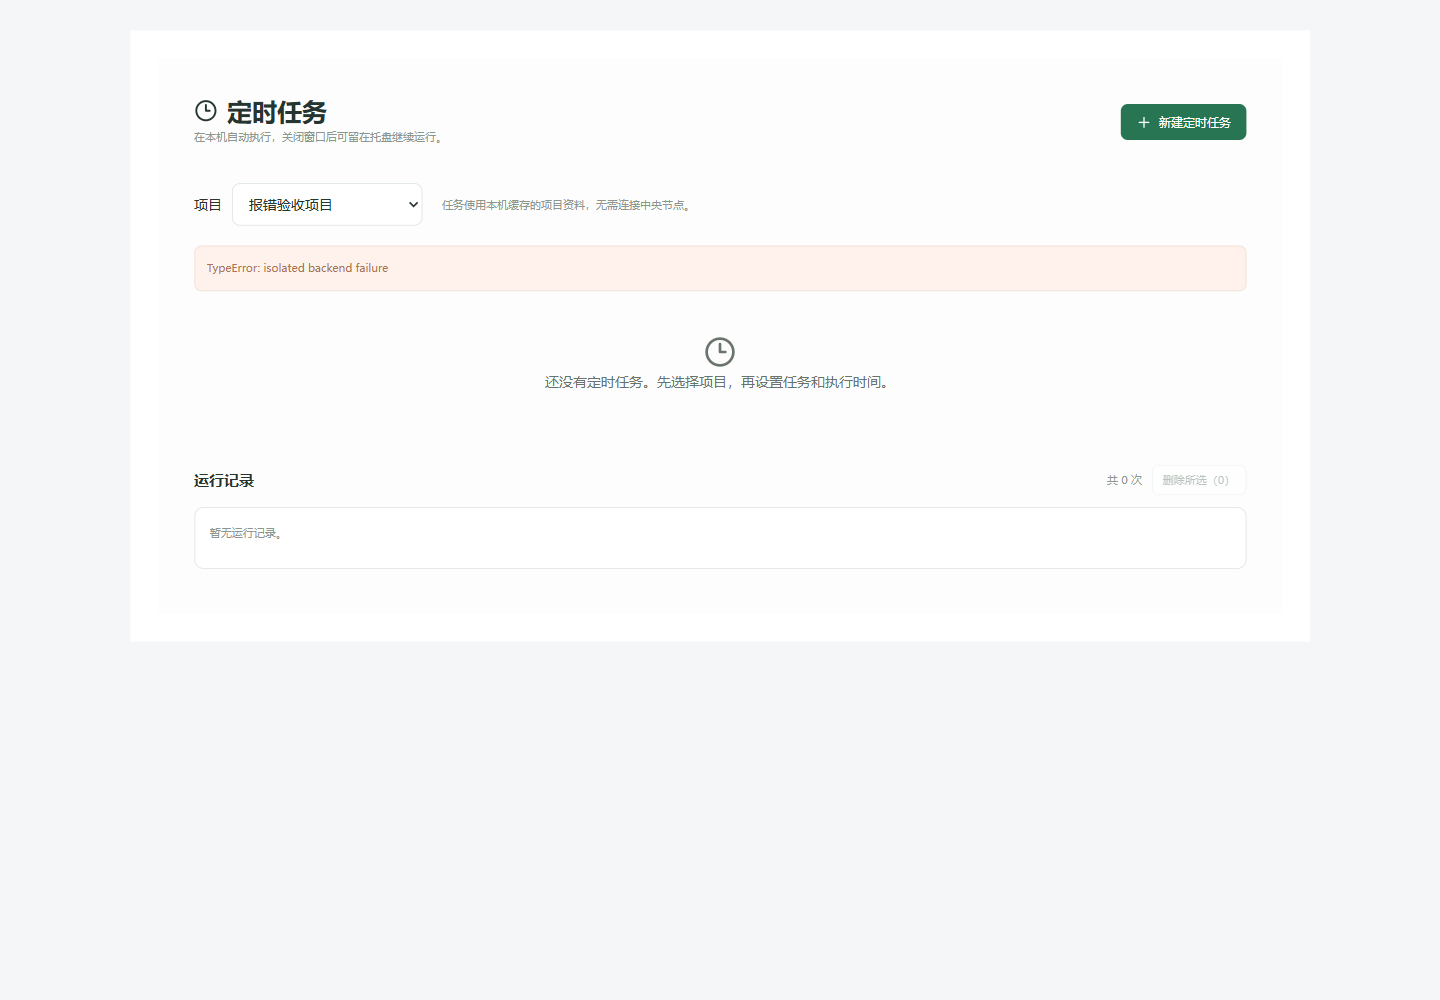 定时任务
在本机自动执行，关闭窗口后可留在托盘继续运行。
新建定时任务
项目
报错验收项目
任务使用本机缓存的项目资料，无需连接中央节点。
TypeError: isolated backend failure
还没有定时任务。先选择项目，再设置任务和执行时间。
运行记录
共 0 次
删除所选（0）
暂无运行记录。